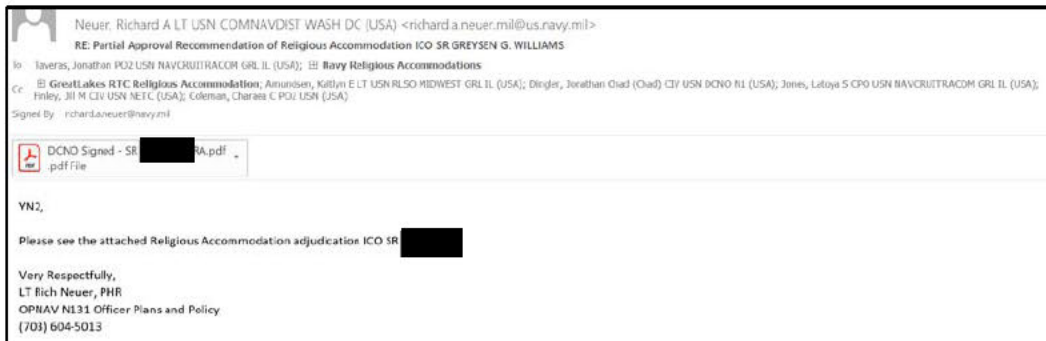 Neuer, Richard A LT USN COMNAVDIST WASH DC (USA) <richard.a.neuer.mil@us.navy.mil>
RE: Partial Approval Recommendation of Religious Accommodation ICO SR GREYSEN G. WILLIAMS
To Taveras, Jonathan PO2 USN NAVCRUITRACOM GRL IL (USA); Navy Religious Accommodations
Cc GreatLakes RTC Religious Accommodation; Amundsen, Kaitlyn E LT USN RLSO MIDWEST GRL IL (USA); Dingler, Jonathan Chad (Chad) CIV USN DCNO N1 (USA); Jones, Latoya S CPO USN NAVCRUITRACOM GRL IL (USA);
Finley, Jill M CIV USN NETC (USA); Coleman, Charaea C PO2 USN (USA)
Signed By richard.a.neuer@navy.mil
DCNO Signed - SR RA.pdf
.pdf File
YN2,
Please see the attached Religious Accommodation adjudication ICO SR
Very Respectfully,
LT Rich Neuer, PHR
OPNAV N131 Officer Plans and Policy
(703) 604-5013